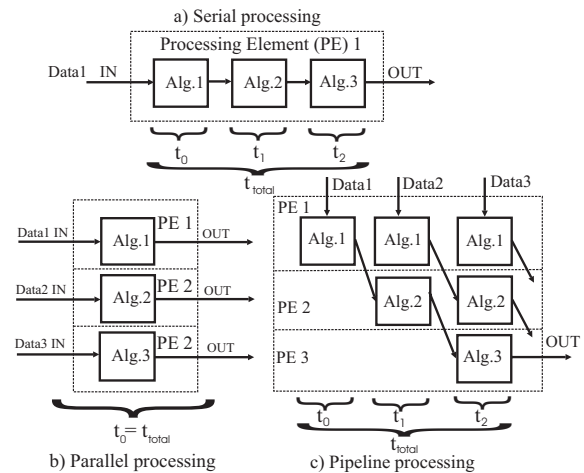 a) Serial processing
Processing Element (PE) 1
Data1 IN Alg.1 Alg.2 Alg.3 OUT
t0 t1 t2
ttotal
Data1 Data2 Data3
PE 1 PE 1
Data1 IN Alg.1 OUT Alg.1 Alg.1 Alg.1
PE 2
Data2 IN Alg.2 OUT PE 2 Alg.2 Alg.2
PE 2
Data3 IN Alg.3 OUT PE 3 Alg.3 OUT
t0= ttotal t0 t1 t2
ttotal
b) Parallel processing c) Pipeline processing